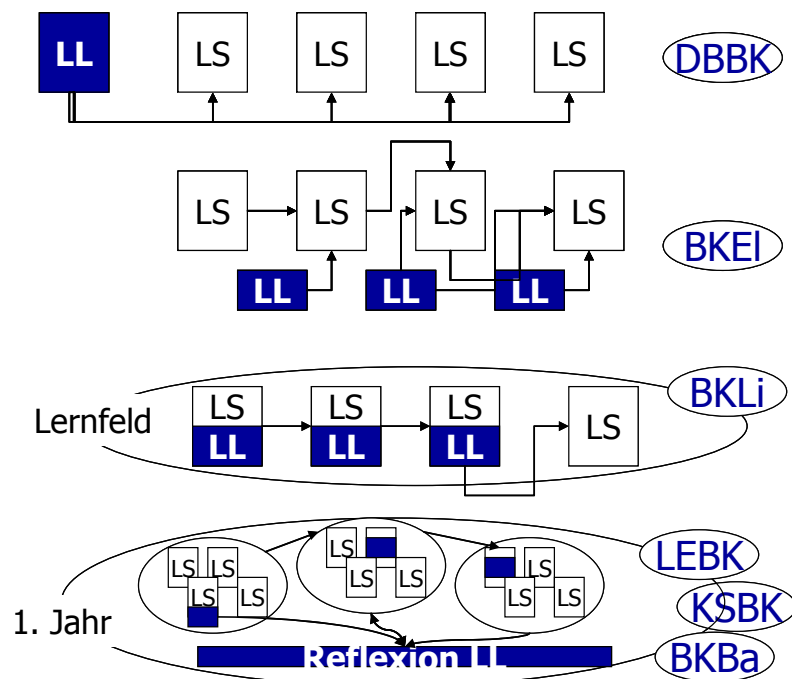 LL LS LS LS LS DBBK
LS LS LS LS BKEl
LL LL LL
BKLi
Lernfeld LS LS LS LS
LL LL LL
LEBK
LS LS LS LS
LS LS LS
LS LS LS LS
KSBK
1. Jahr
BKBa
Reflexion LL